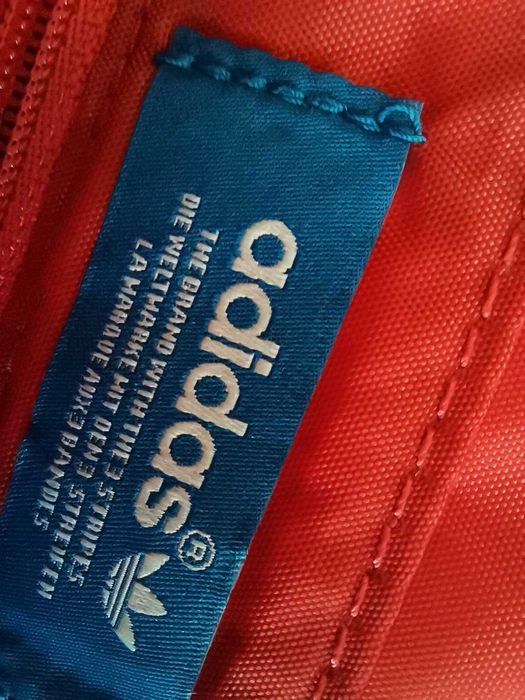 adidas®
THE BRAND WITH THE 3 STRIPES
DIE WELTMARKE MIT DEN 3 STREIFEN
LA MARQUE AUX 3 BANDES